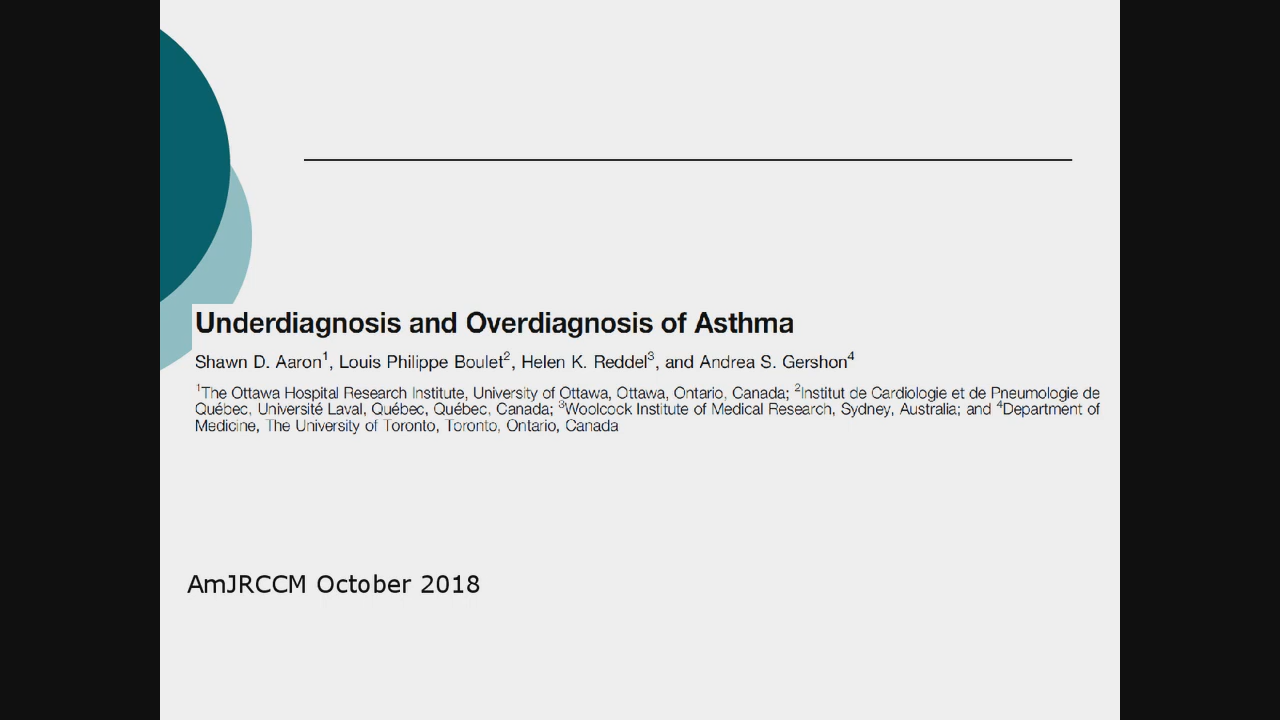 Underdiagnosis and Overdiagnosis of Asthma
Shawn D. Aaron1, Louis Philippe Boulet2, Helen K. Reddel3, and Andrea S. Gershon4
1The Ottawa Hospital Research Institute, University of Ottawa, Ottawa, Ontario, Canada; 2Institut de Cardiologie et de Pneumologie de
Québec, Université Laval, Québec, Québec, Canada; 3Woolcock Institute of Medical Research, Sydney, Australia; and 4Department of
Medicine, The University of Toronto, Toronto, Ontario, Canada
AmJRCCM October 2018